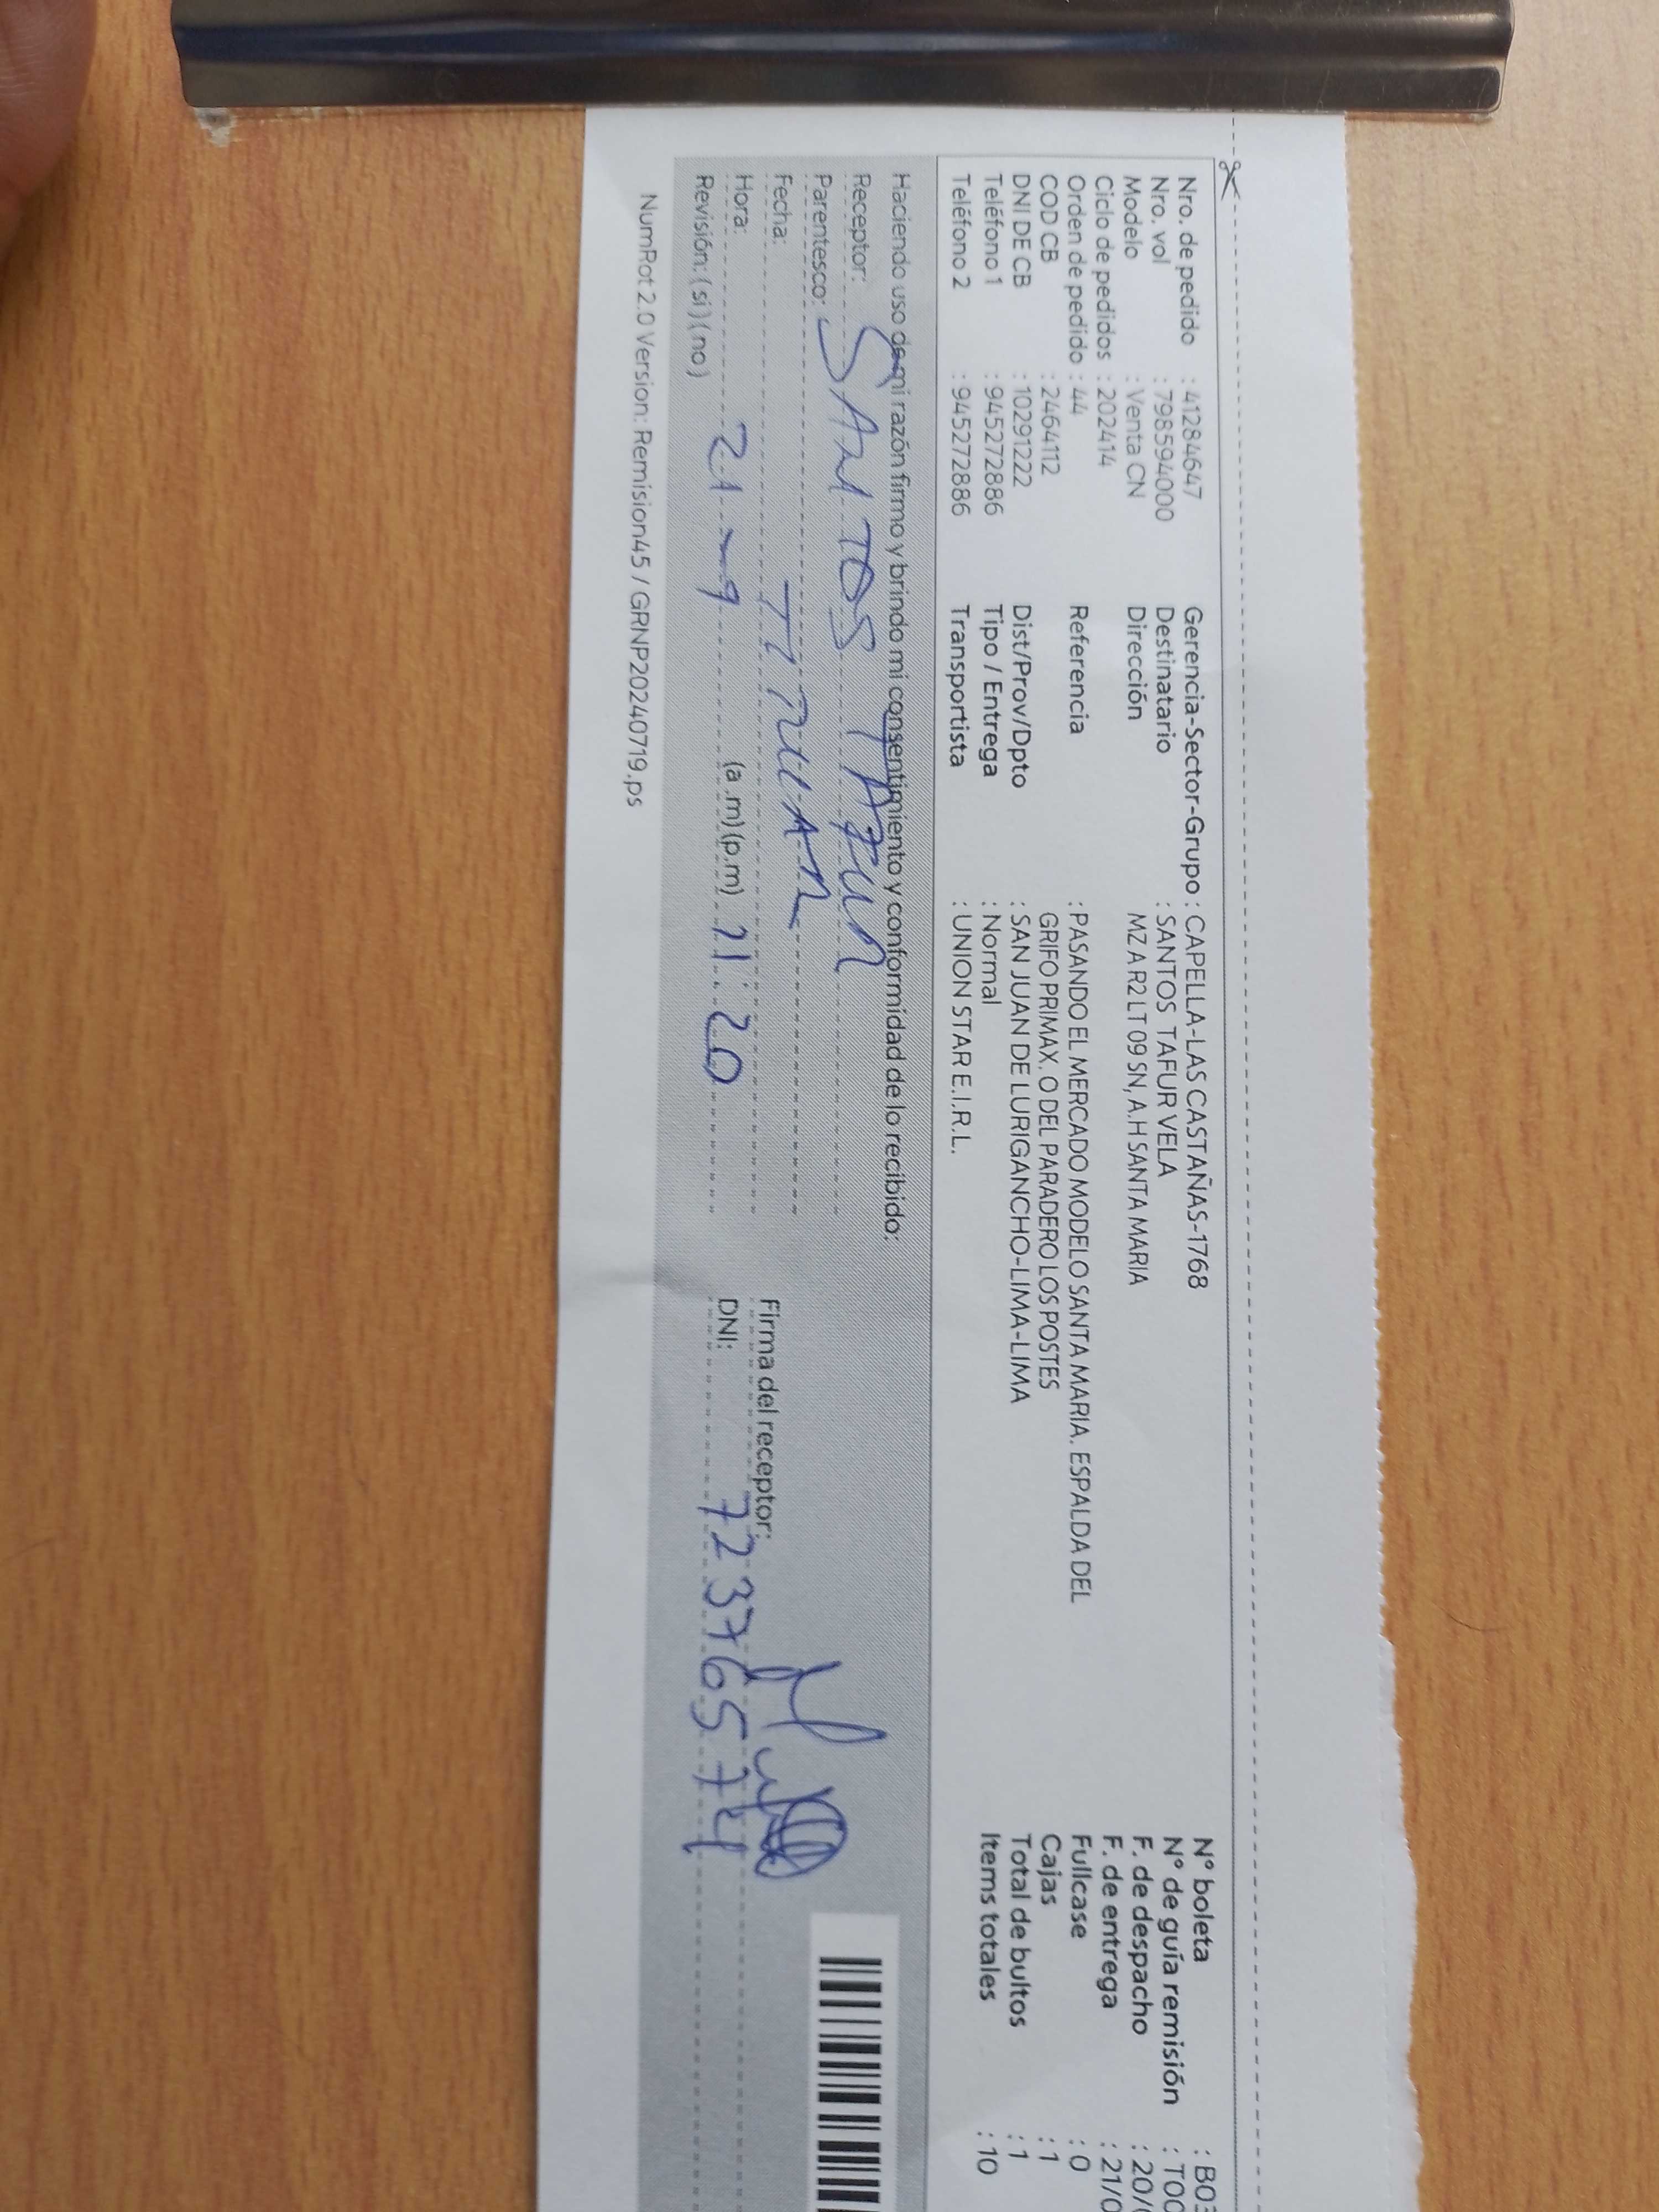 Nro. de pedido : 41284647
Nro. vol : 798594000
Modelo : Venta CN
Ciclo de pedidos : 202414
Orden de pedido : 44
COD CB : 2464112
DNI DE CB : 10291222
Teléfono 1 : 945272886
Teléfono 2 : 945272886
Gerencia-Sector-Grupo : CAPELLA-LAS CASTAÑAS-1768
Destinatario : SANTOS TAFUR VELA
Dirección MZ A R2 LT 09 SN, A.H SANTA MARIA
Referencia : PASANDO EL MERCADO MODELO SANTA MARIA. ESPALDA DEL
GRIFO PRIMAX. O DEL PARADERO LOS POSTES
Dist/Prov/Dpto : SAN JUAN DE LURIGANCHO-LIMA-LIMA
Tipo / Entrega : Normal
Transportista : UNION STAR E.I.R.L.
N° boleta : B03
N° de guía remisión : T00
F. de despacho : 20/
F. de entrega : 21/0
Fullcase : 0
Cajas : 1
Total de bultos : 1
Items totales : 10
Haciendo uso de mi razón firmo y brindo mi consentimiento y conformidad de lo recibido:
Receptor: SANTOS
Parentesco:
Fecha:
Hora: 21 - 9 (a .m) (p.m) 11 : 20
Revisión: ( si ) ( no )
Firma del receptor:
DNI: 72376574
NumRot 2.0 Version: Remision45 / GRNP20240719.ps